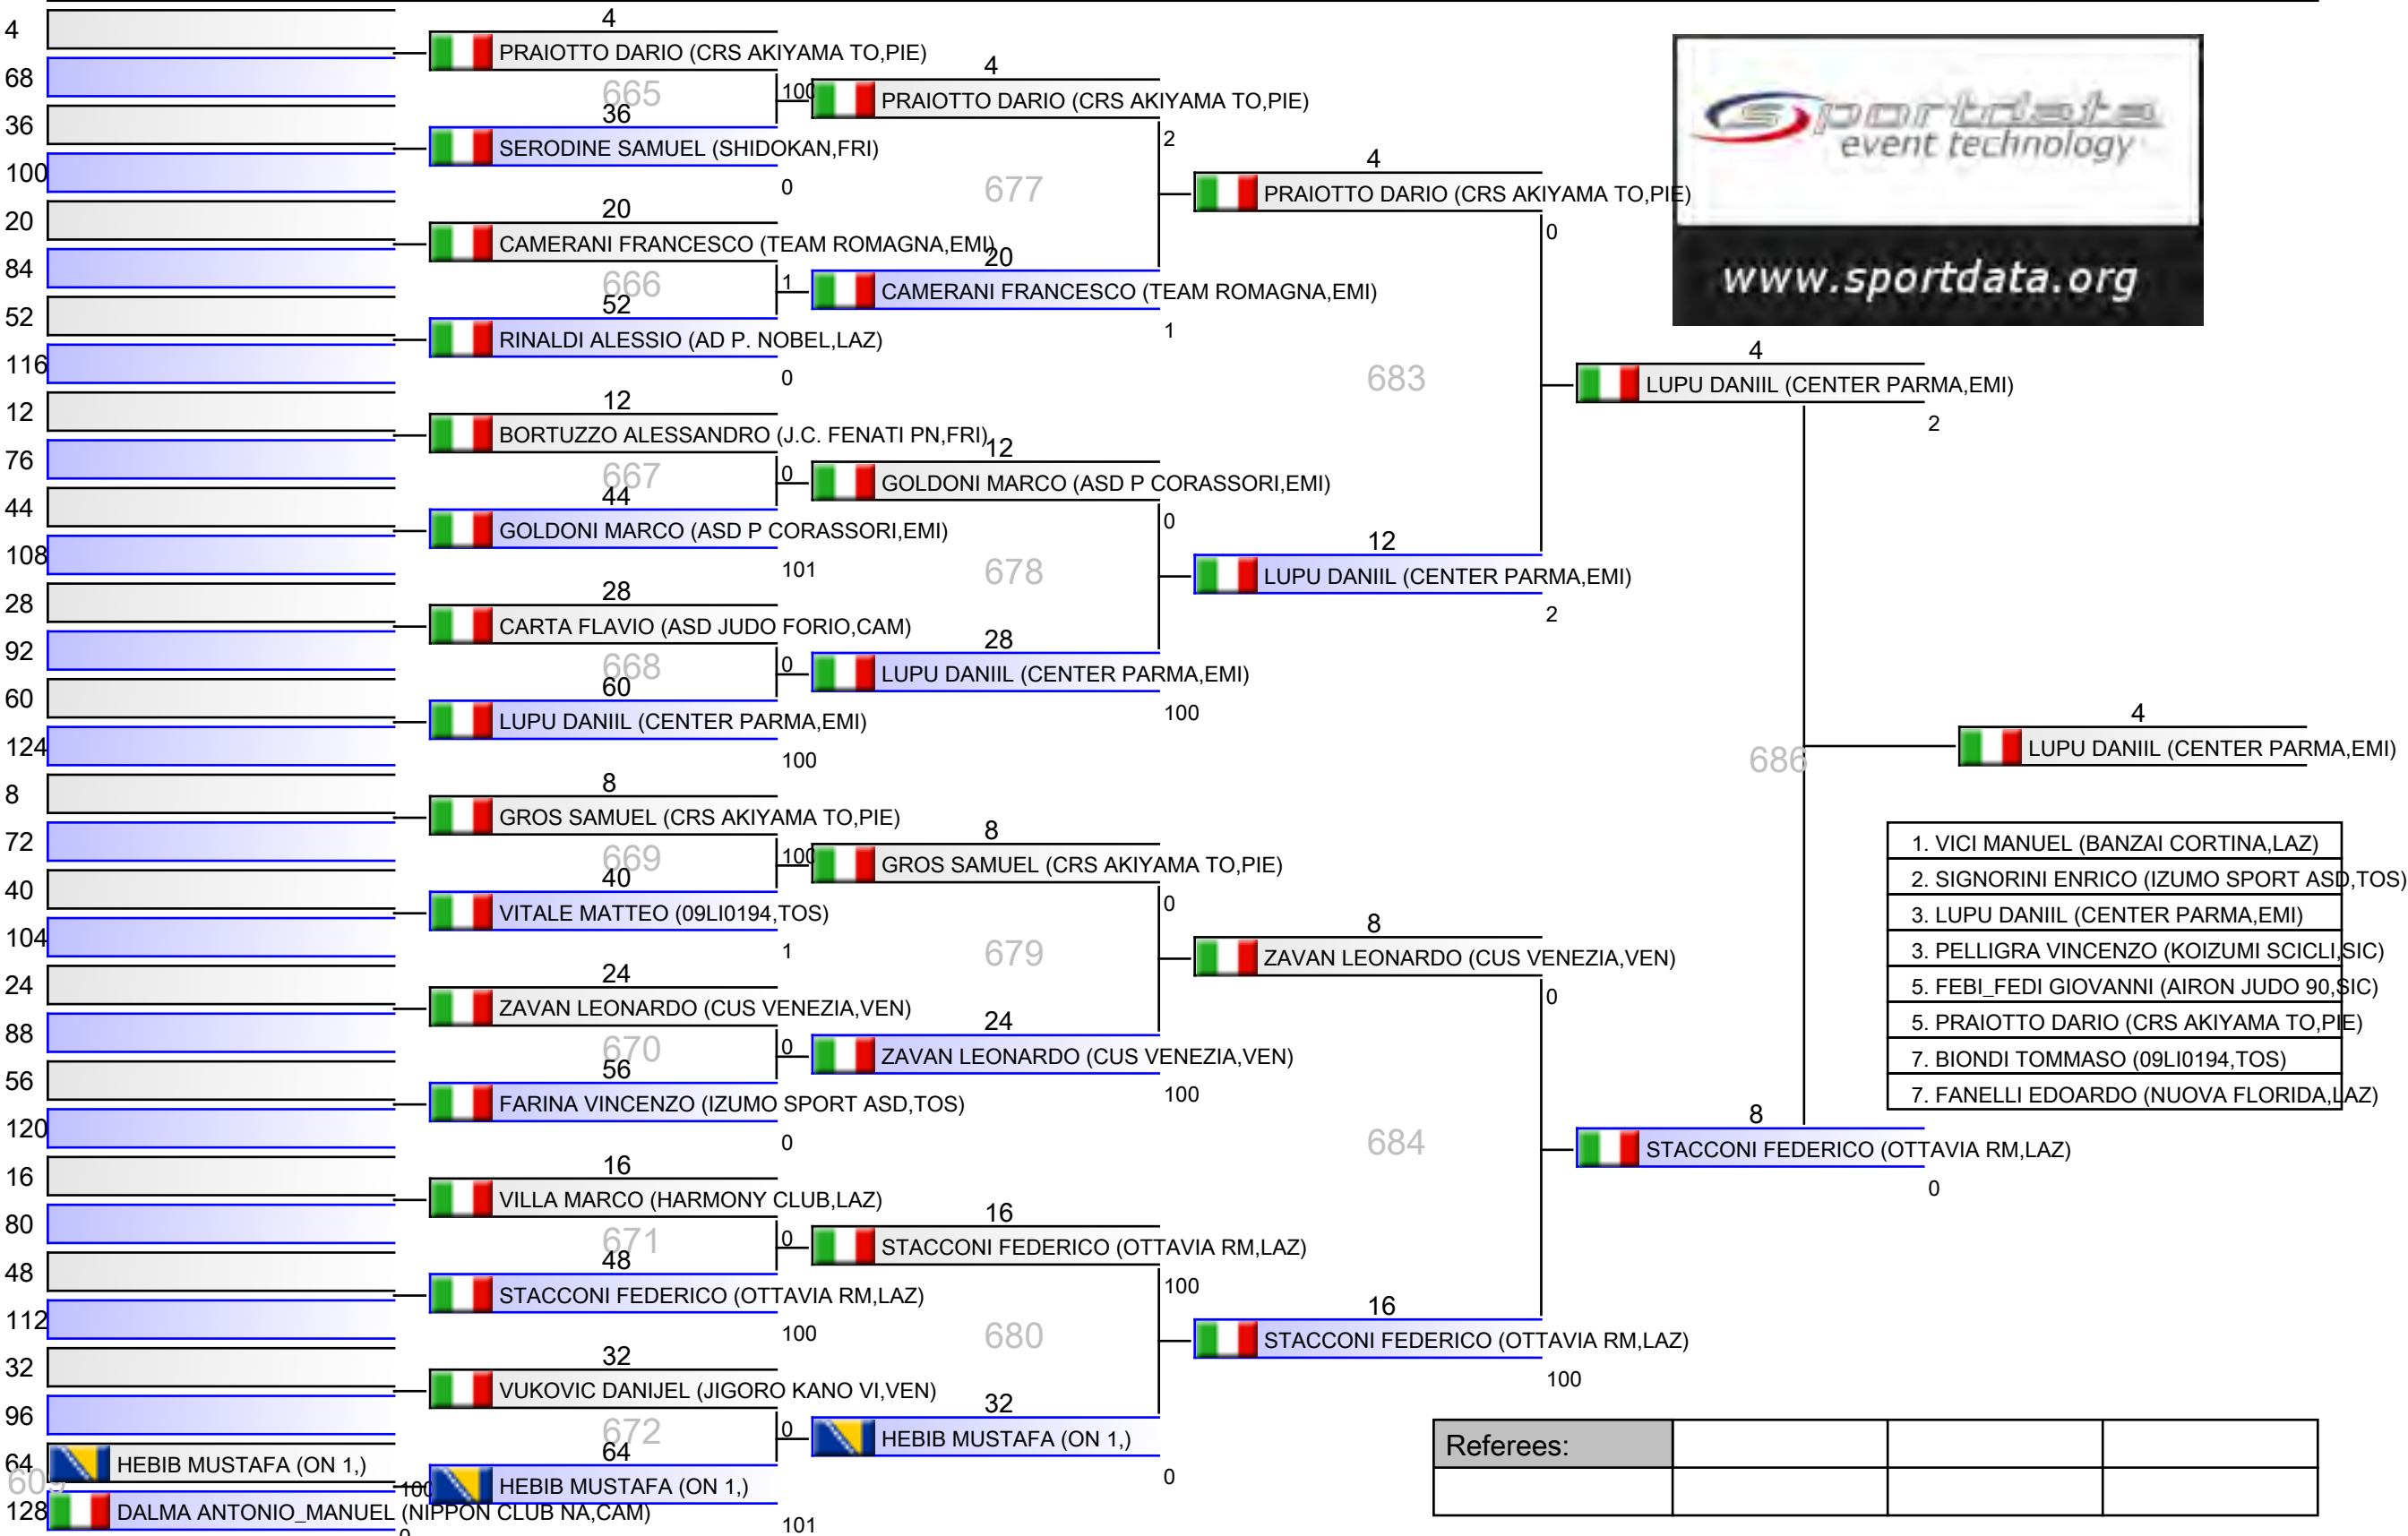 4
4
PRAIOTTO DARIO (CRS AKIYAMA TO,PIE)
68
665
100
4
PRAIOTTO DARIO (CRS AKIYAMA TO,PIE)
36
36
2
SERODINE SAMUEL (SHIDOKAN,FRI)
100
0
677
4
PRAIOTTO DARIO (CRS AKIYAMA TO,PIE)
0
20
20
CAMERANI FRANCESCO (TEAM ROMAGNA,EMI)
84
666
1
20
CAMERANI FRANCESCO (TEAM ROMAGNA,EMI)
1
52
52
RINALDI ALESSIO (AD P. NOBEL,LAZ)
116
0
683
4
LUPU DANIIL (CENTER PARMA,EMI)
2
12
12
BORTUZZO ALESSANDRO (J.C. FENATI PN,FRI)
76
667
0
12
GOLDONI MARCO (ASD P CORASSORI,EMI)
0
44
44
GOLDONI MARCO (ASD P CORASSORI,EMI)
108
101
678
12
LUPU DANIIL (CENTER PARMA,EMI)
2
28
28
CARTA FLAVIO (ASD JUDO FORIO,CAM)
92
668
0
28
LUPU DANIIL (CENTER PARMA,EMI)
100
60
60
LUPU DANIIL (CENTER PARMA,EMI)
124
100
686
4
LUPU DANIIL (CENTER PARMA,EMI)
8
8
GROS SAMUEL (CRS AKIYAMA TO,PIE)
72
669
100
8
GROS SAMUEL (CRS AKIYAMA TO,PIE)
0
40
40
VITALE MATTEO (09LI0194,TOS)
104
1
679
8
ZAVAN LEONARDO (CUS VENEZIA,VEN)
0
24
24
ZAVAN LEONARDO (CUS VENEZIA,VEN)
88
670
0
24
ZAVAN LEONARDO (CUS VENEZIA,VEN)
100
56
56
FARINA VINCENZO (IZUMO SPORT ASD,TOS)
120
0
684
8
STACCONI FEDERICO (OTTAVIA RM,LAZ)
0
16
16
VILLA MARCO (HARMONY CLUB,LAZ)
80
671
0
16
STACCONI FEDERICO (OTTAVIA RM,LAZ)
100
48
48
STACCONI FEDERICO (OTTAVIA RM,LAZ)
112
100
680
16
STACCONI FEDERICO (OTTAVIA RM,LAZ)
100
32
32
VUKOVIC DANIJEL (JIGORO KANO VI,VEN)
96
672
0
32
HEBIB MUSTAFA (ON 1,)
0
64
HEBIB MUSTAFA (ON 1,)
100
64
HEBIB MUSTAFA (ON 1,)
101
128
DALMA ANTONIO_MANUEL (NIPPON CLUB NA,CAM)
0
sportdata
event technology
www.sportdata.org
1. VICI MANUEL (BANZAI CORTINA,LAZ)
2. SIGNORINI ENRICO (IZUMO SPORT ASD,TOS)
3. LUPU DANIIL (CENTER PARMA,EMI)
3. PELLIGRA VINCENZO (KOIZUMI SCICLI,SIC)
5. FEBI_FEDI GIOVANNI (AIRON JUDO 90,SIC)
5. PRAIOTTO DARIO (CRS AKIYAMA TO,PIE)
7. BIONDI TOMMASO (09LI0194,TOS)
7. FANELLI EDOARDO (NUOVA FLORIDA,LAZ)
Referees: